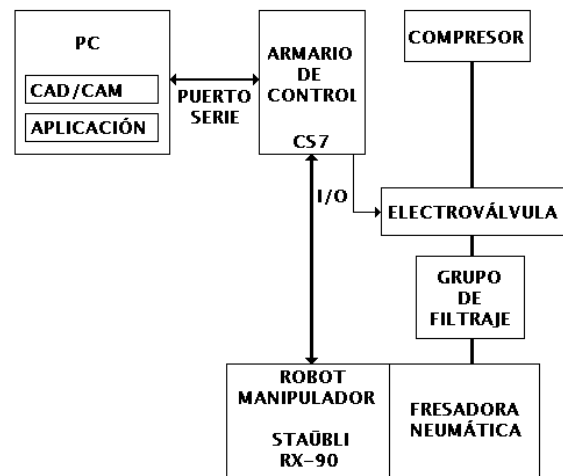 PC
CAD/CAM
APLICACIÓN
PUERTO
SERIE
ARMARIO
DE
CONTROL
CS7
I/O
COMPRESOR
ELECTROVÁLVULA
GRUPO
DE
FILTRAJE
ROBOT
MANIPULADOR
STAÜBLI
RX-90
FRESADORA
NEUMÁTICA